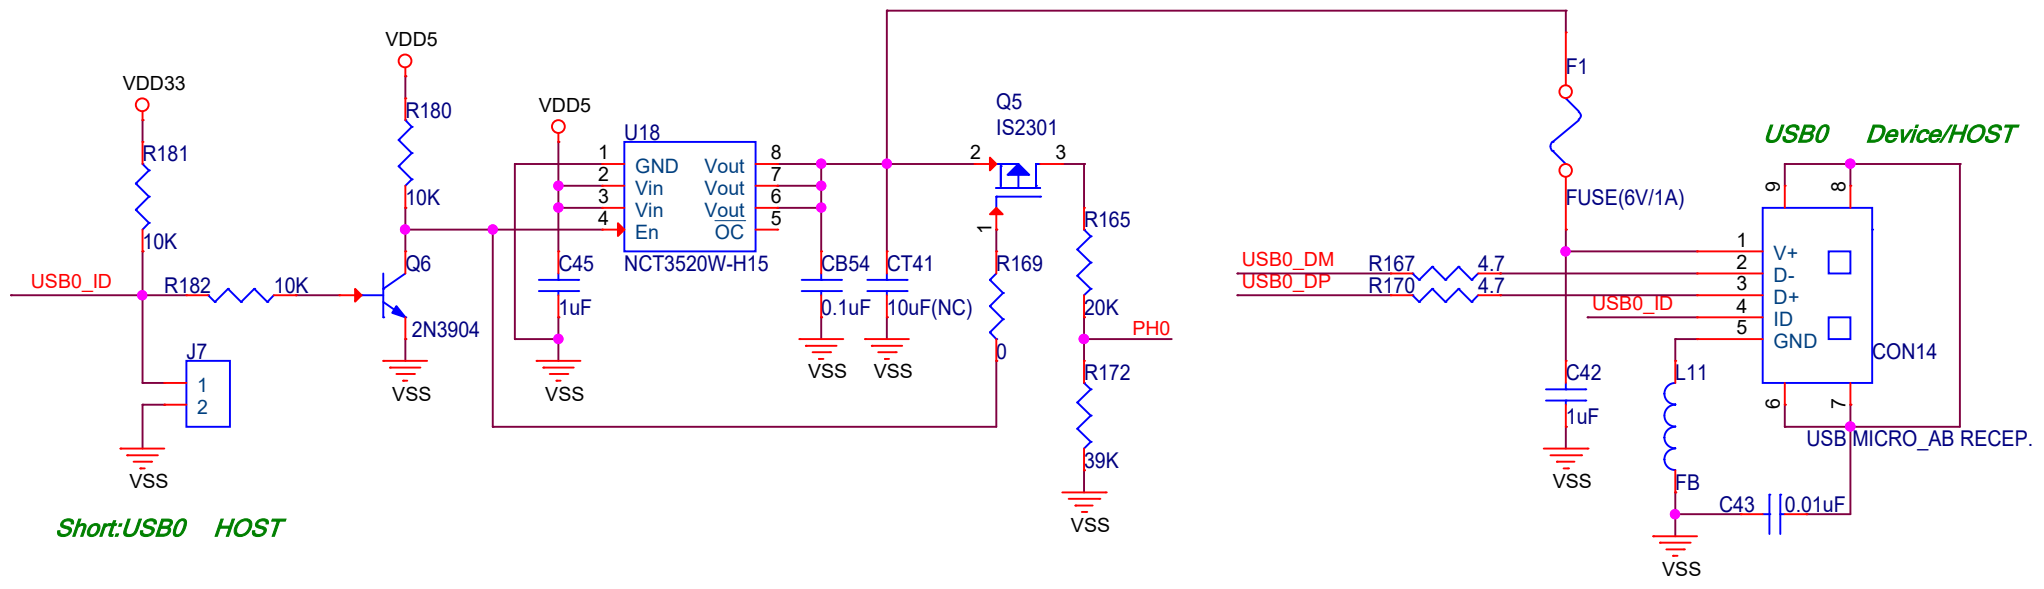 VDD5
VDD33
R180
10K
R181
10K
USB0_ID
R182
10K
Q6
2N3904
VSS
J7
1
2
VSS
Short:USB0 HOST
VDD5
U18
1
2
3
4
GND
Vin
Vin
En
Vout
Vout
Vout
OC
8
7
6
5
NCT3520W-H15
C45
1uF
VSS
CB54
0.1uF
VSS
CT41
10uF(NC)
VSS
Q5
IS2301
2
3
1
R169
0
R165
20K
PH0
R172
39K
VSS
F1
FUSE(6V/1A)
USB0 Device/HOST
USB0_DM
R167
4.7
USB0_DP
R170
4.7
USB0_ID
9
8
1
2
3
4
5
V+
D-
D+
ID
GND
6
7
CON14
USB MICRO_AB RECEP.
C42
1uF
VSS
L11
FB
C43
0.01uF
VSS